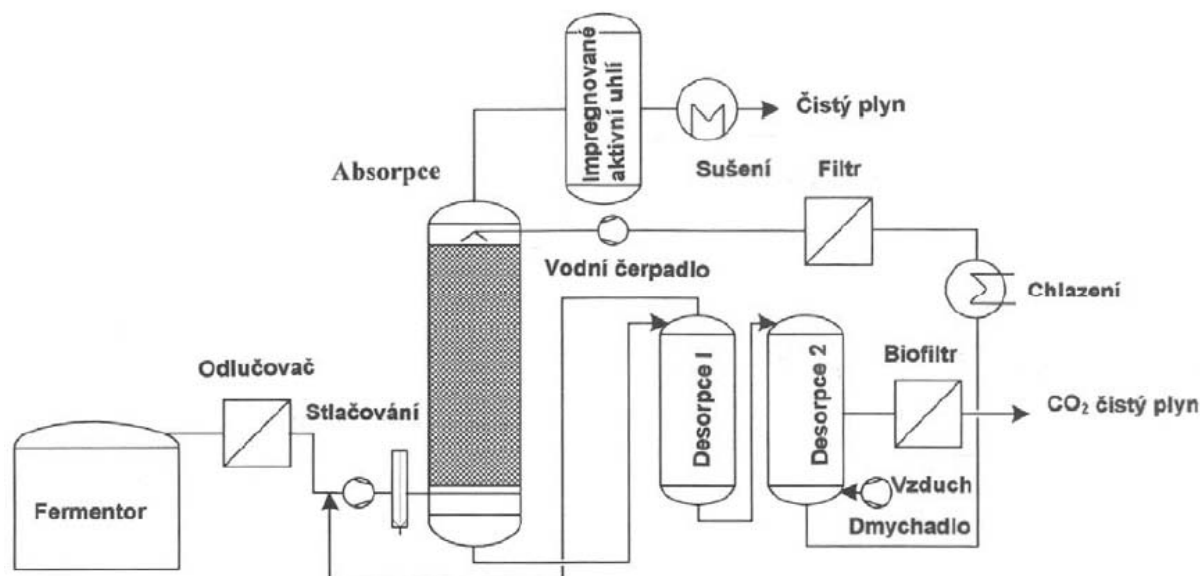 Impregnované
aktivní uhlí
Čistý plyn
Absorpce
Sušení
Filtr
Vodní čerpadlo
Chlazení
Odlučovač
Stlačování
Desorpce I
Desorpce 2
Biofiltr
CO₂ čistý plyn
Fermentor
Vzduch
Dmychadlo